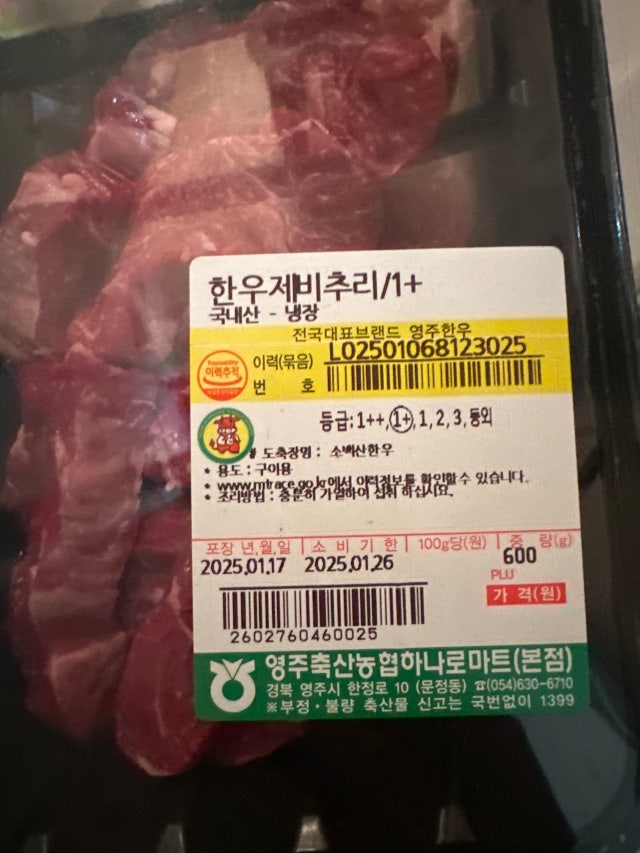 한우제비추리/1+
국내산 - 냉장
전국대표브랜드 영주한우
이력추적
이력(묶음) L02501068123025
번 호
등급:1++,1+,1,2,3,등외
* 도축장명 : 소백산한우
* 용도 : 구이용
* www.mtrace.go.kr에서 이력정보를 확인할수 있습니다.
* 조리방법 : 충분히 가열하여 섭취 하십시요.
포장 년,월,일 | 소 비 기 한 | 100g당(원) | 중 량(g)
2025.01.17 2025.01.26 600
PLU
가 격(원)
2602760460025
영주축산농협하나로마트(본점)
경북 영주시 한정로 10 (문정동) ☎(054)630-6710
※부정·불량 축산물 신고는 국번없이 1399